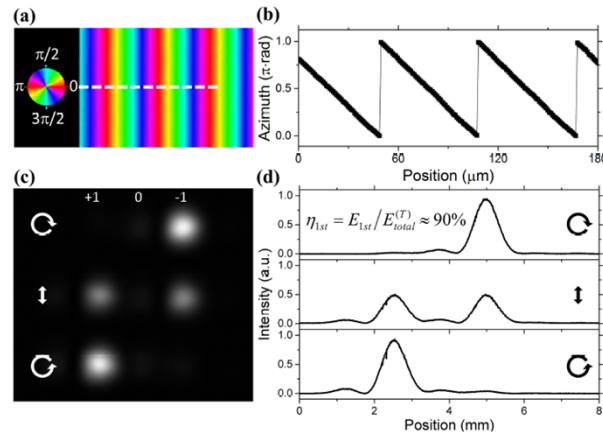 (a)
π/2
π
0
3π/2
(b)
Azimuth (π·rad)
1.0
0.5
0.0
0
60
120
180
Position (μm)
(c)
+1 0 -1
(d)
η1st = E1st/E(T)total ≈ 90%
Intensity (a.u.)
1.0
0.5
0.0
1.0
0.5
0.0
1.0
0.5
0.0
0
2
4
6
8
Position (mm)